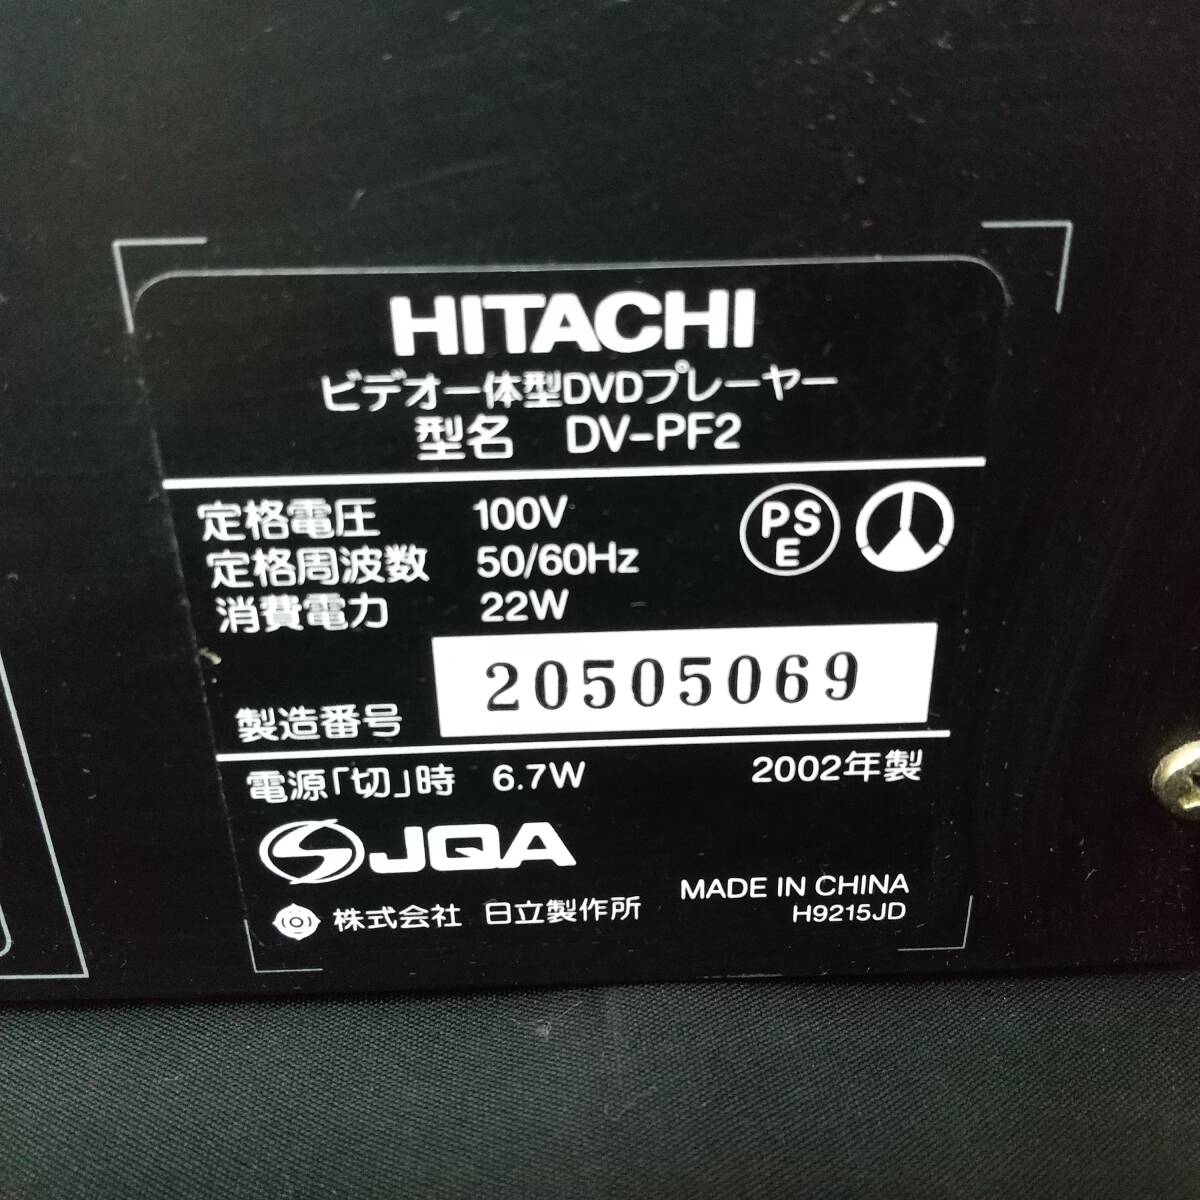 HITACHI
ビデオ一体型DVDプレーヤー
型名 DV-PF2
定格電圧 100V
定格周波数 50/60Hz
消費電力 22W
PS
E
製造番号 20505069
電源「切」時 6.7W 2002年製
JQA
株式会社 日立製作所
MADE IN CHINA
H9215JD